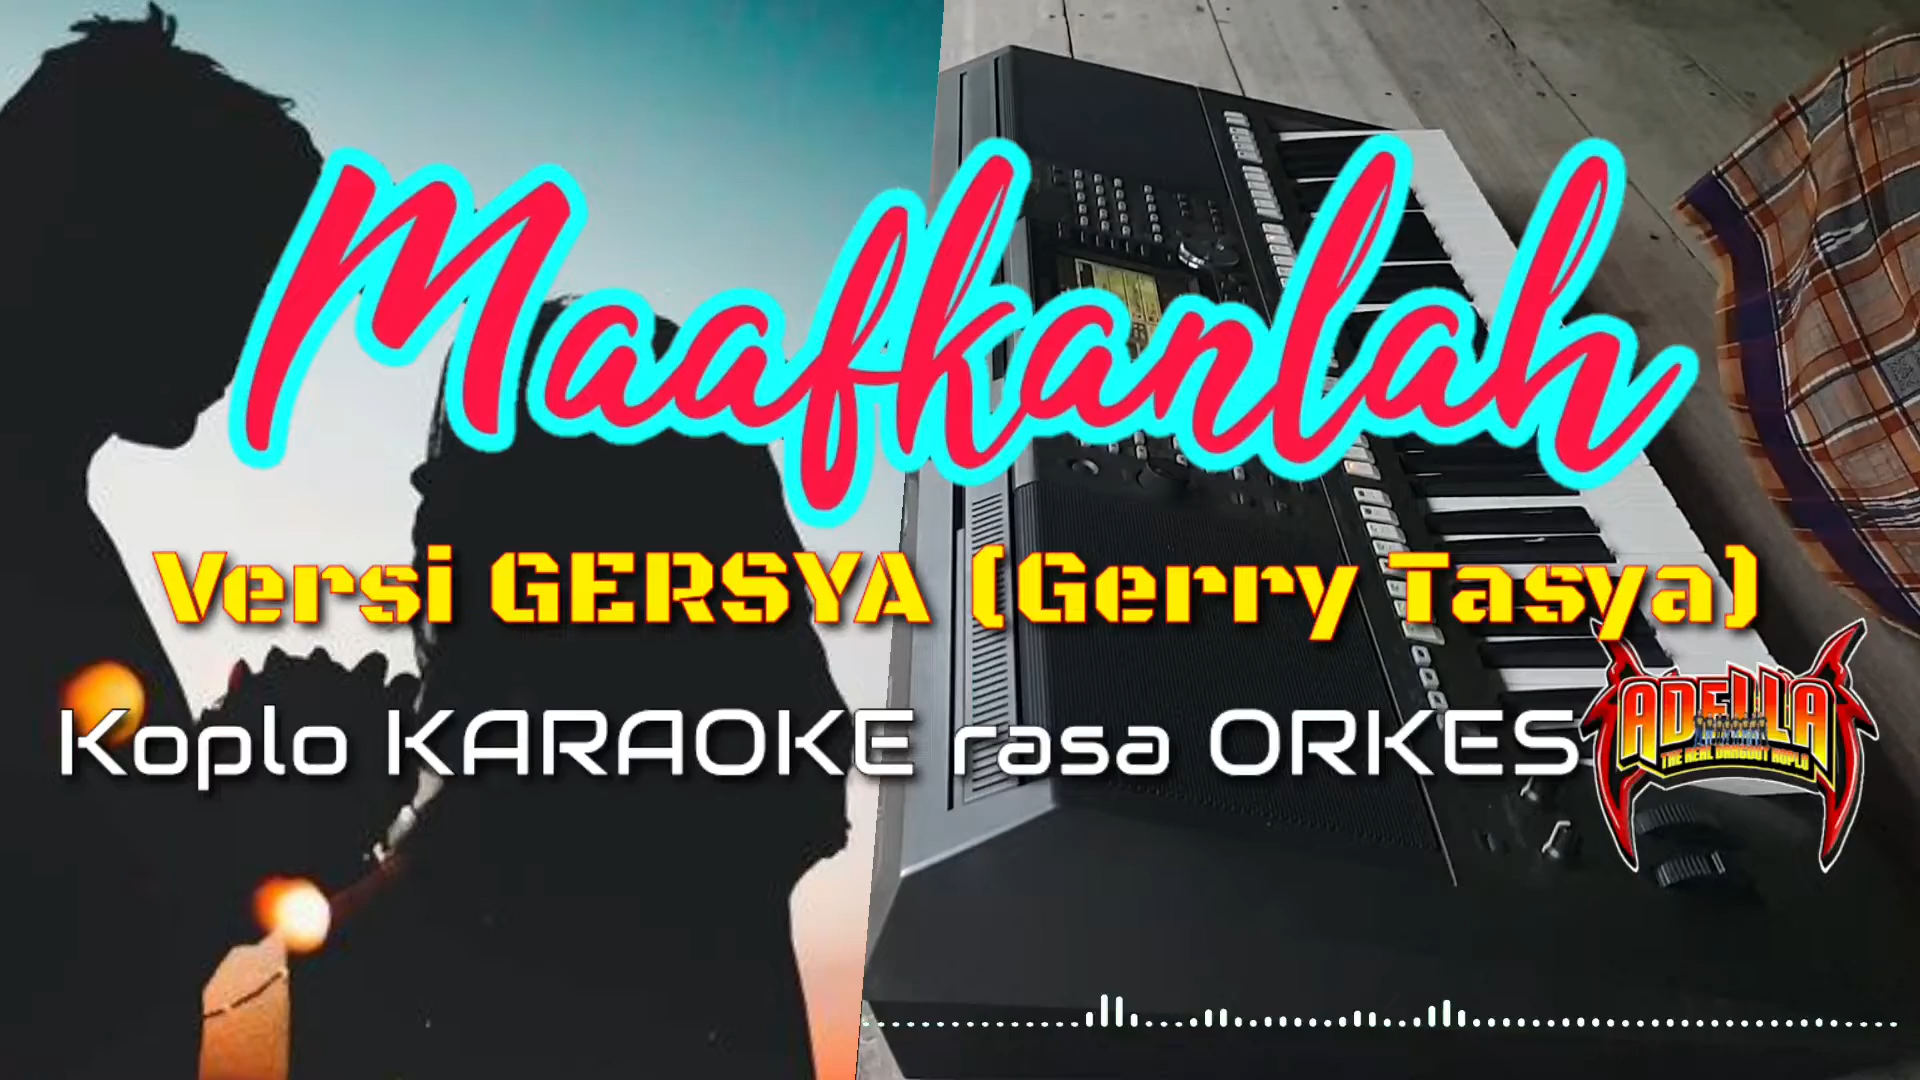 Maafkanlah
Versi GERSYA (Gerry Tasya)
Koplo KARAOKE rasa ORKES
ADELLA
THE REAL DANGDUT KOPLO